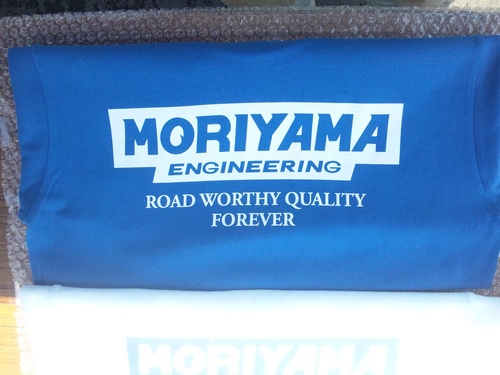 MORIYAMA
ENGINEERING
ROAD WORTHY QUALITY
FOREVER
MORIYAMA